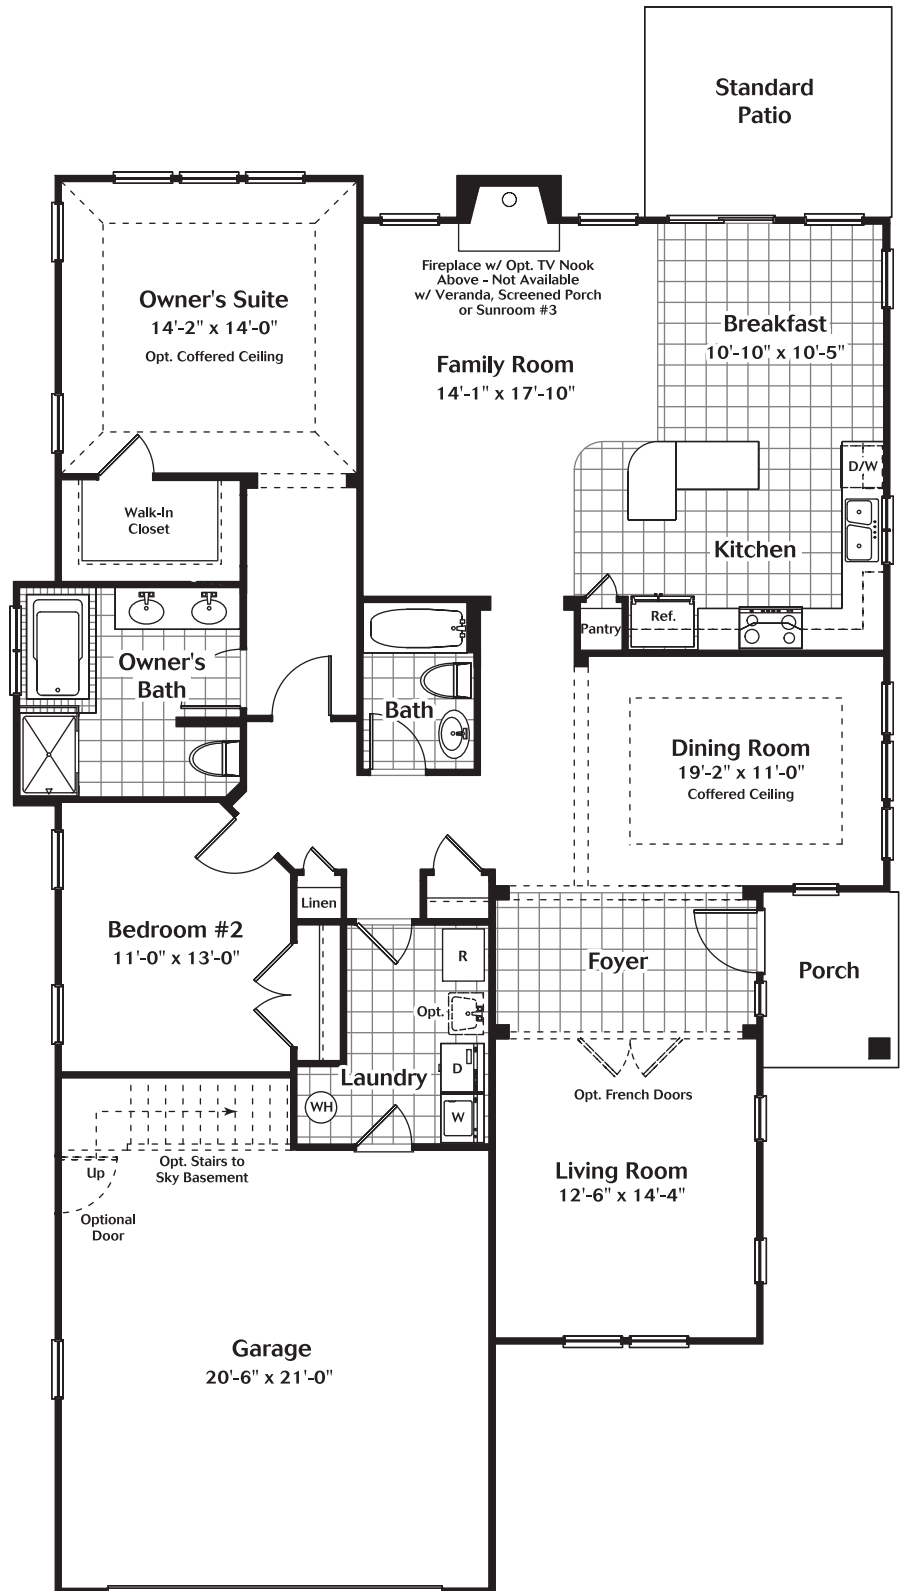 Standard
Patio
Owner's Suite
14'-2" x 14'-0"
Opt. Coffered Ceiling
Fireplace w/ Opt. TV Nook
Above - Not Available
w/ Veranda, Screened Porch
or Sunroom #3
Family Room
14'-1" x 17'-10"
Breakfast
10'-10" x 10'-5"
D/W
Walk-In
Closet
Kitchen
Pantry
Ref.
Owner's
Bath
Bath
Dining Room
19'-2" x 11'-0"
Coffered Ceiling
Linen
Bedroom #2
11'-0" x 13'-0"
R
Opt.
Foyer
Porch
D
Laundry
WH
W
Opt. French Doors
Up
Opt. Stairs to
Sky Basement
Optional
Door
Living Room
12'-6" x 14'-4"
Garage
20'-6" x 21'-0"